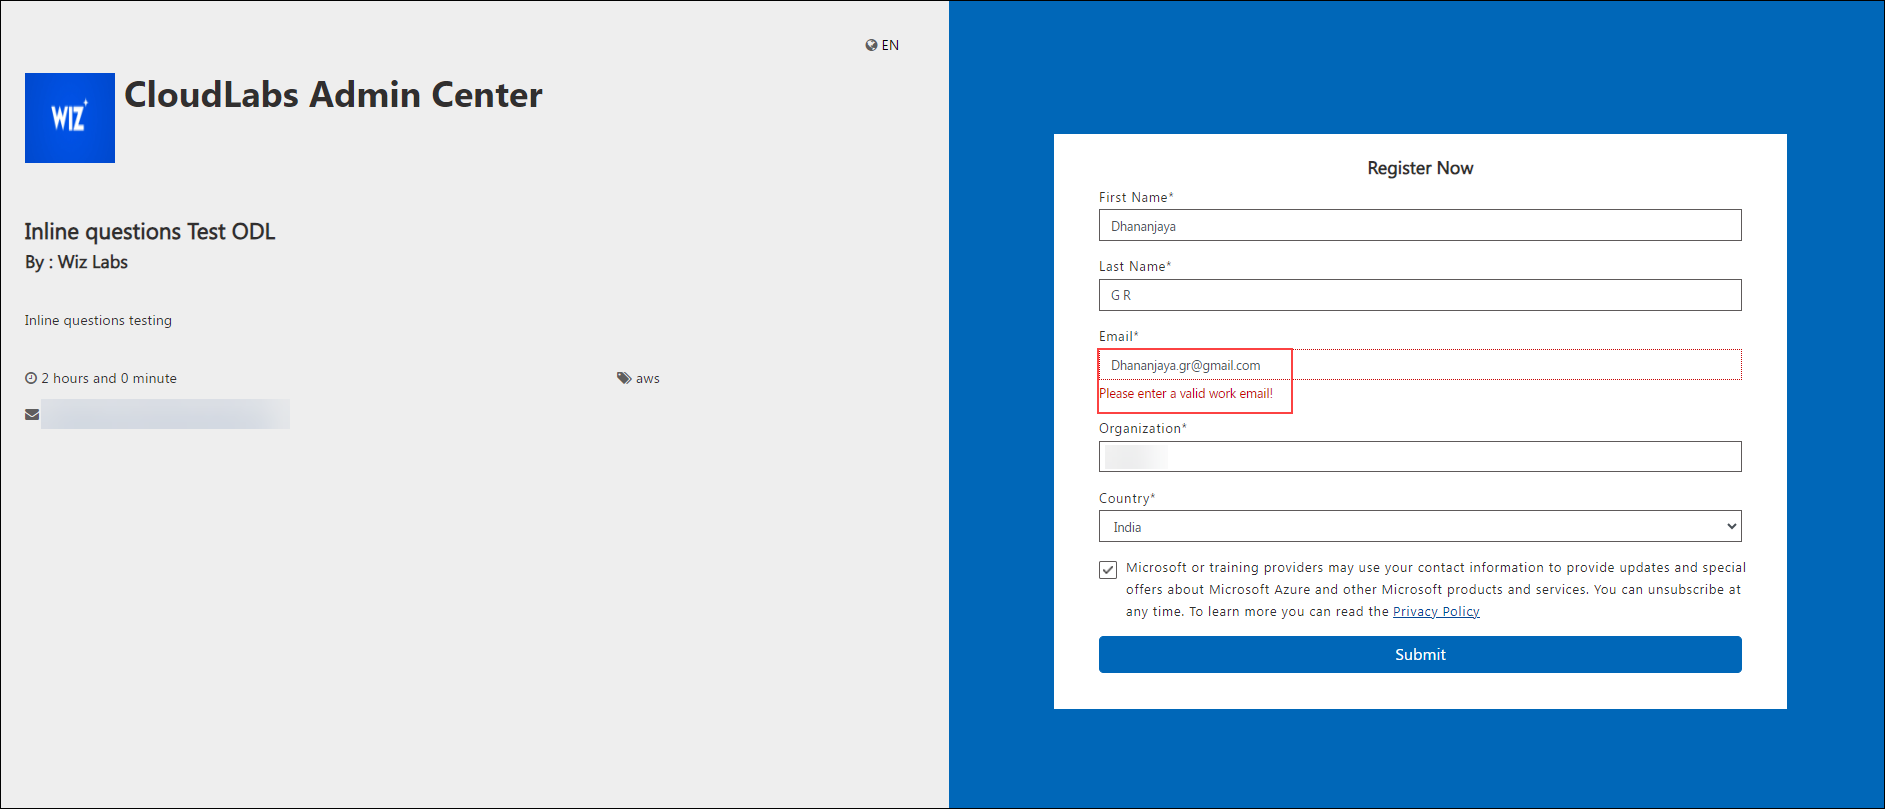 EN
WIZ
CloudLabs Admin Center
Inline questions Test ODL
By : Wiz Labs
Inline questions testing
2 hours and 0 minute
aws
Register Now
First Name*
Dhananjaya
Last Name*
G R
Email*
Dhananjaya.gr@gmail.com
Please enter a valid work email!
Organization*
Country*
India
Microsoft or training providers may use your contact information to provide updates and special
offers about Microsoft Azure and other Microsoft products and services. You can unsubscribe at
any time. To learn more you can read the Privacy Policy
Submit